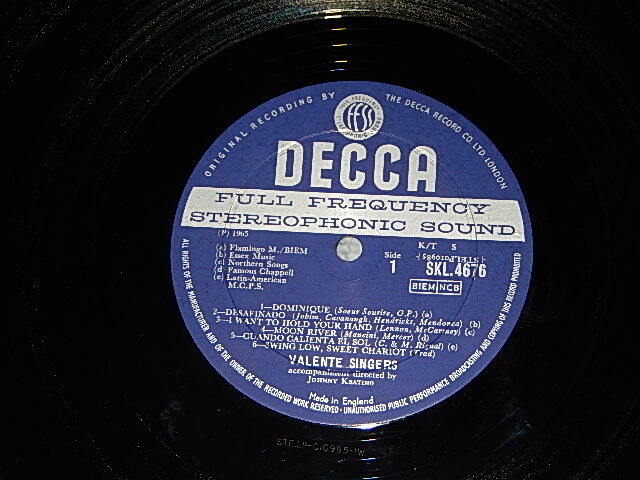 ORIGINAL RECORDING BY THE DECCA RECORD CO LTD LONDON
FFSS
DECCA
FULL FREQUENCY
STEREOPHONIC SOUND
(P) 1965
K/T S
(a) Flamingo M./BIEM
(b) Essex Music
(c) Northern Songs
(d) Famous Chappell
(e) Latin-American
M.C.P.S.
Side
1
SKL.4676
BIEM NCB
1—DOMINIQUE (Soeur Sourire, O.P.) (a)
2—DESAFINADO (Jobim, Cavanagh, Hendricks, Mendonca) (b)
3—I WANT TO HOLD YOUR HAND (Lennon, McCartney) (c)
4—MOON RIVER (Mancini, Mercer) (d)
5—CUANDO CALIENTA EL SOL (C. & M. Rigual) (e)
6—SWING LOW, SWEET CHARIOT (Trad)
VALENTE SINGERS
accompaniment directed by
JOHNNY KEATING
Made in England
ALL RIGHTS OF THE MANUFACTURER AND OF THE OWNER OF THE RECORDED WORK RESERVED · UNAUTHORISED PUBLIC PERFORMANCE BROADCASTING AND COPYING OF THIS RECORD PROHIBITED